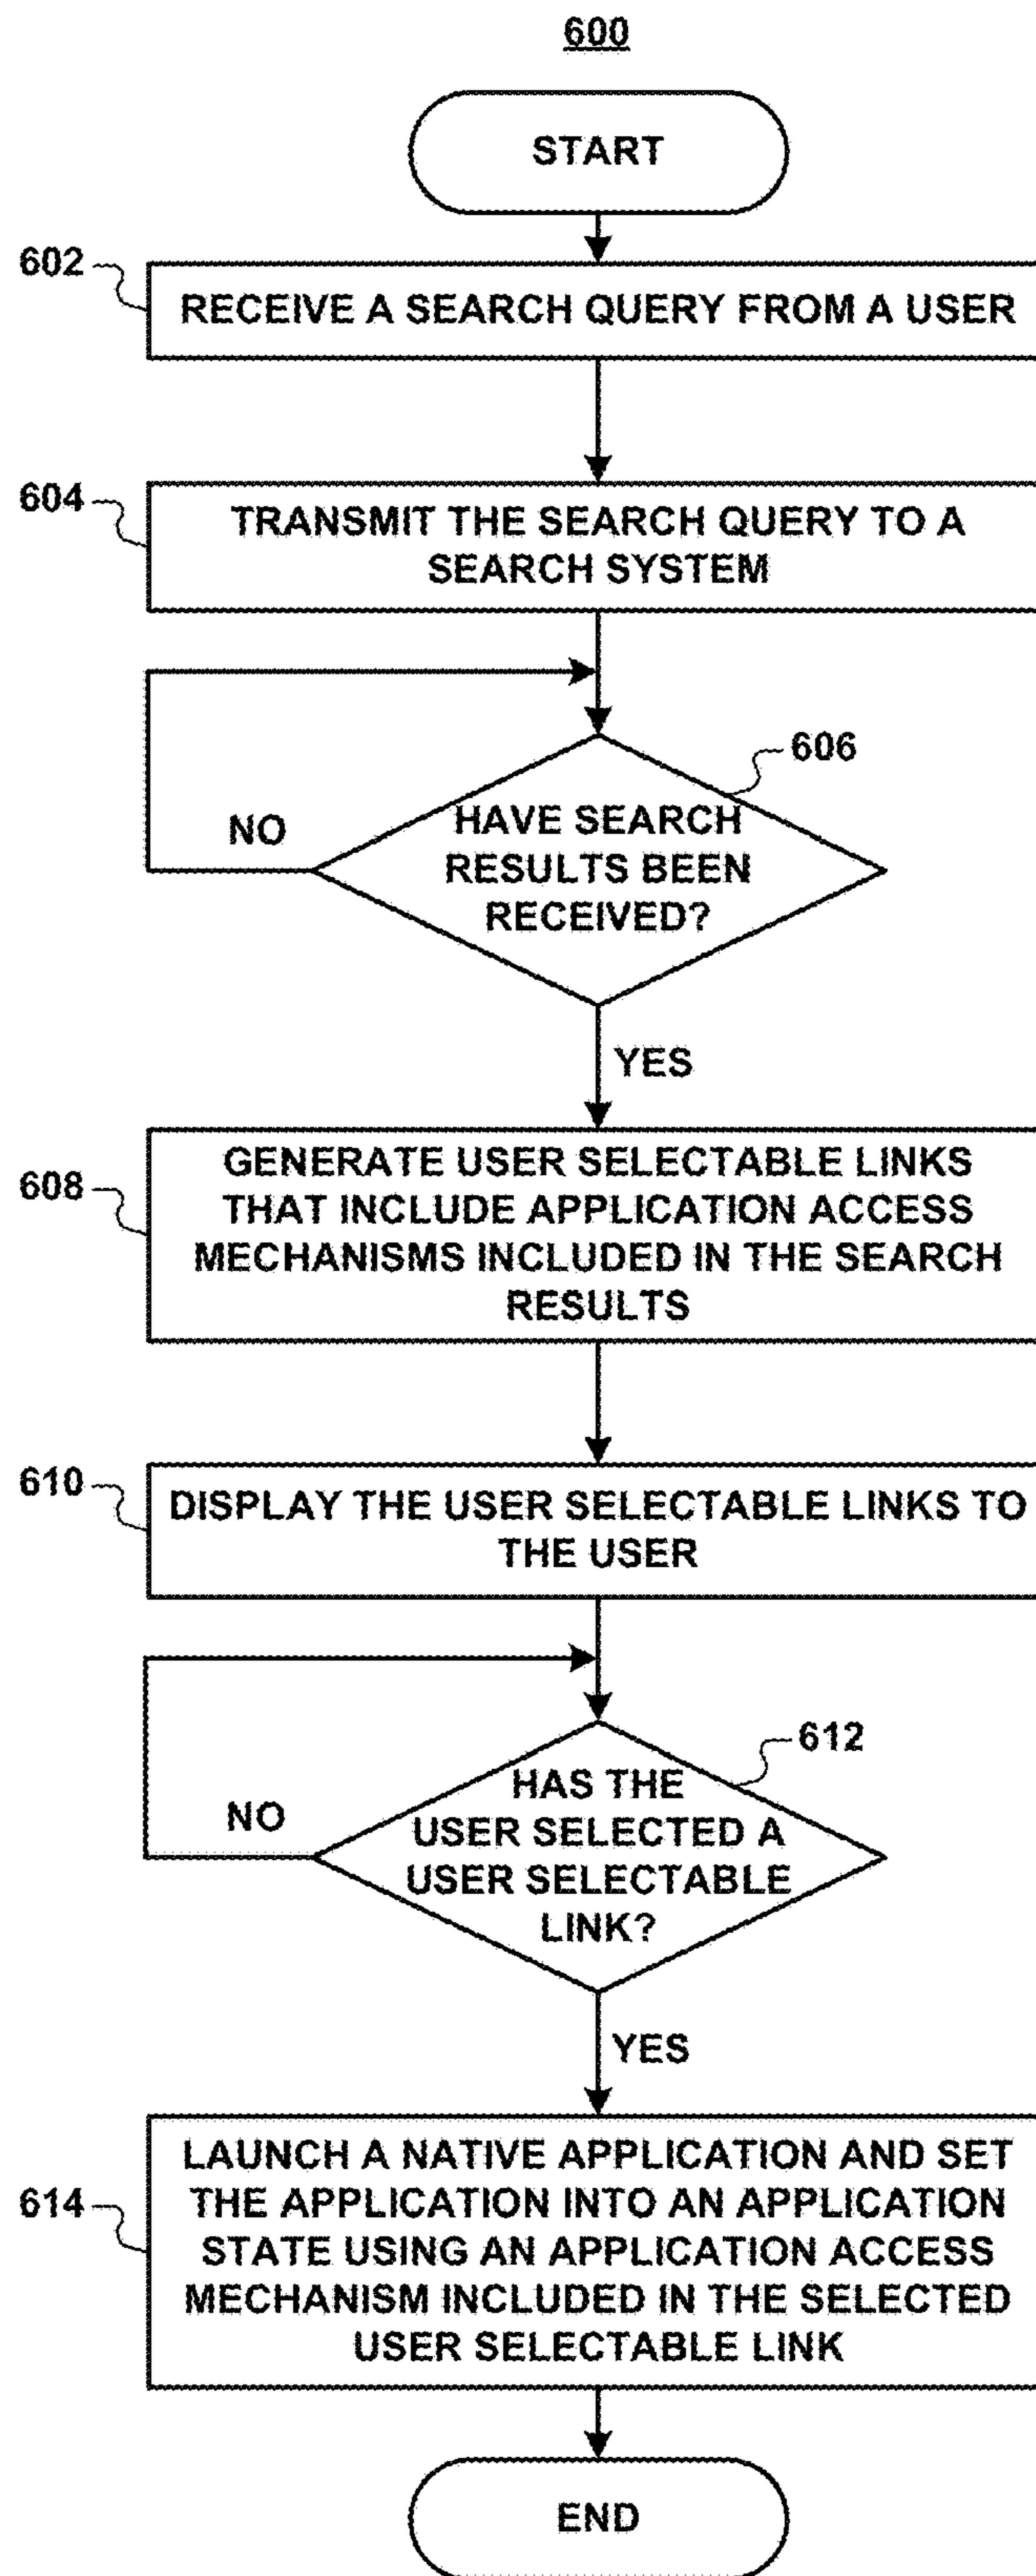 600
START
602
RECEIVE A SEARCH QUERY FROM A USER
604
TRANSMIT THE SEARCH QUERY TO A
SEARCH SYSTEM
606
HAVE SEARCH
RESULTS BEEN
RECEIVED?
NO
YES
608
GENERATE USER SELECTABLE LINKS
THAT INCLUDE APPLICATION ACCESS
MECHANISMS INCLUDED IN THE SEARCH
RESULTS
610
DISPLAY THE USER SELECTABLE LINKS TO
THE USER
612
HAS THE
USER SELECTED A
USER SELECTABLE
LINK?
NO
YES
614
LAUNCH A NATIVE APPLICATION AND SET
THE APPLICATION INTO AN APPLICATION
STATE USING AN APPLICATION ACCESS
MECHANISM INCLUDED IN THE SELECTED
USER SELECTABLE LINK
END